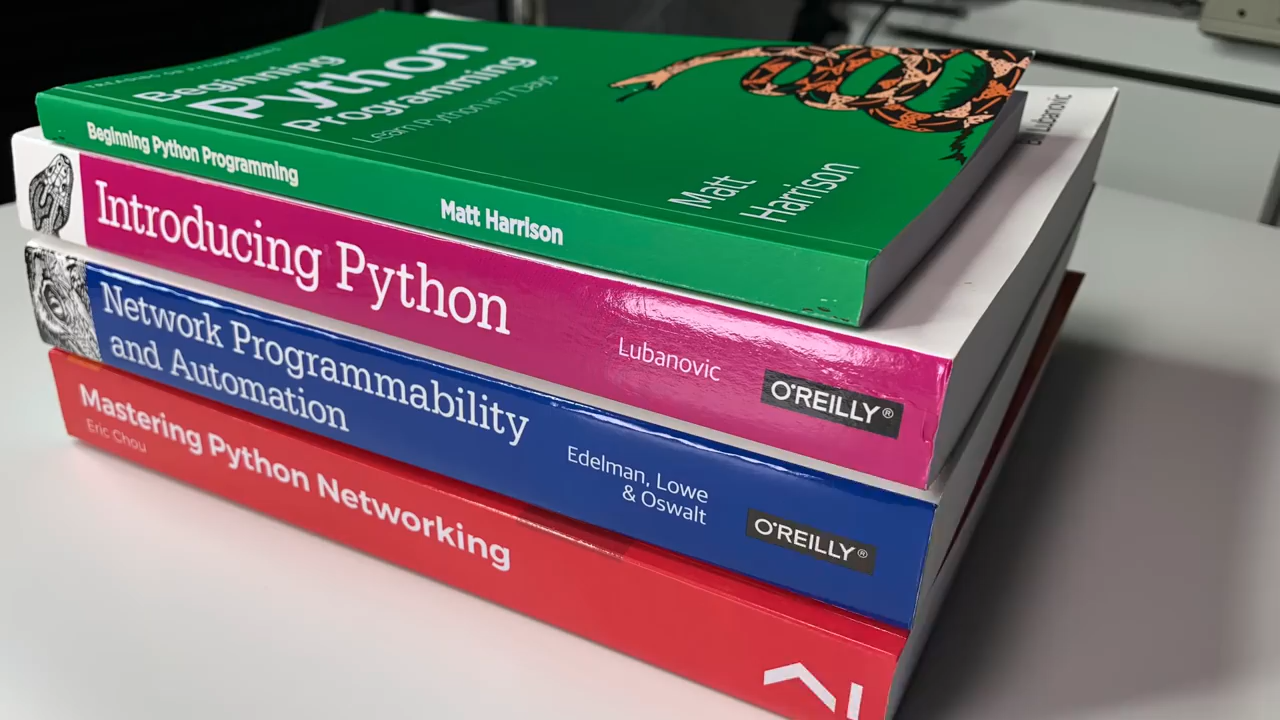 Beginning
Python
Programming
Learn Python in 7 Days
Matt
Harrison
Beginning Python Programming
Matt Harrison
Lubanovic
Introducing Python
Lubanovic
O'REILLY®
Network Programmability
and Automation
Edelman, Lowe
& Oswalt
O'REILLY®
Mastering Python Networking
Eric Chou